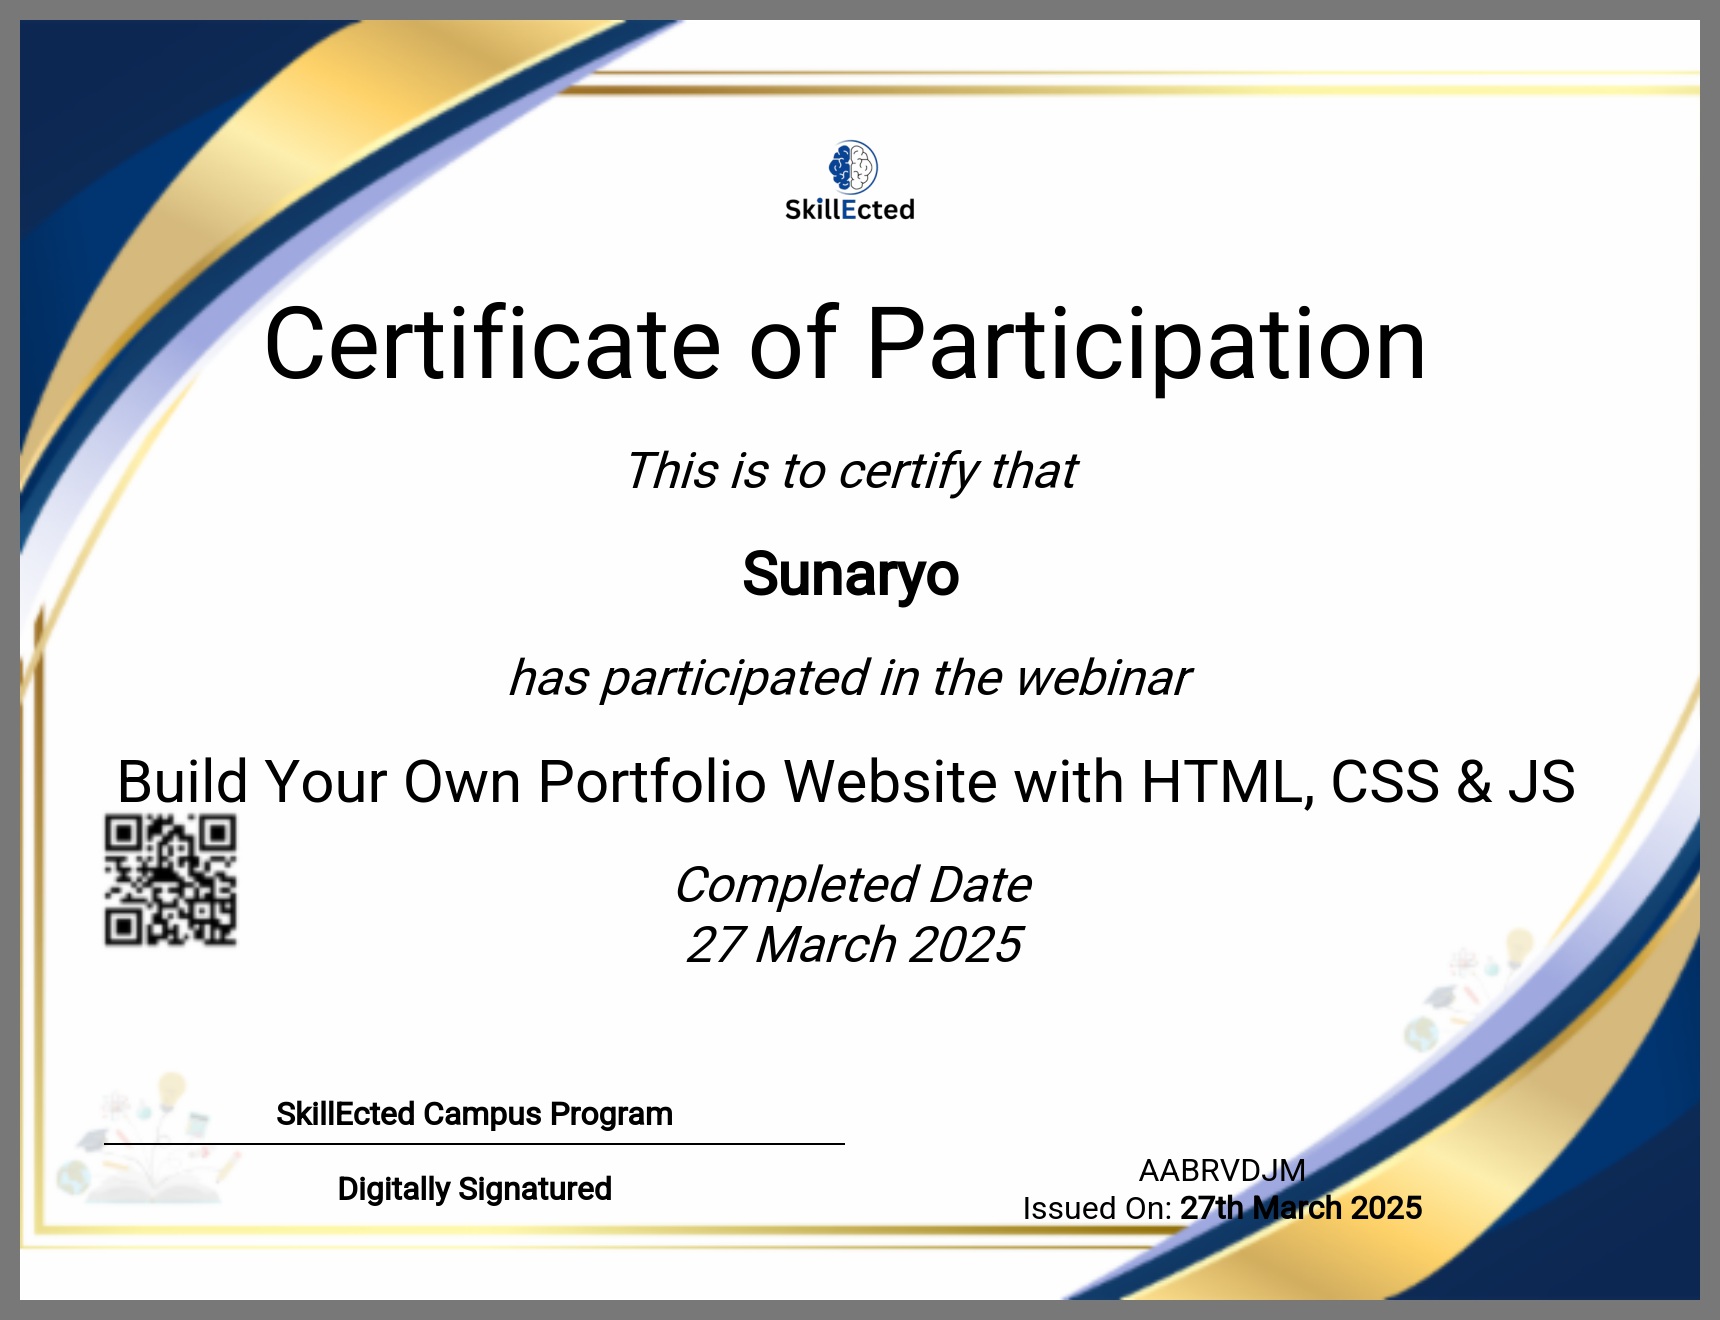 SkillEcted
Certificate of Participation
This is to certify that
Sunaryo
has participated in the webinar
Build Your Own Portfolio Website with HTML, CSS & JS
Completed Date
27 March 2025
SkillEcted Campus Program
Digitally Signatured
AABRVDJM
Issued On: 27th March 2025